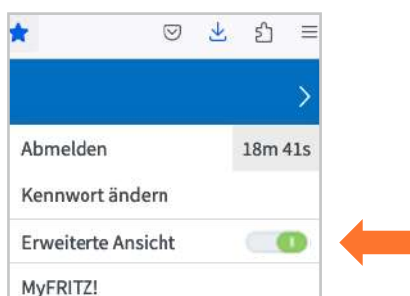 Abmelden 18m 41s
Kennwort ändern
Erweiterte Ansicht
MyFRITZ!